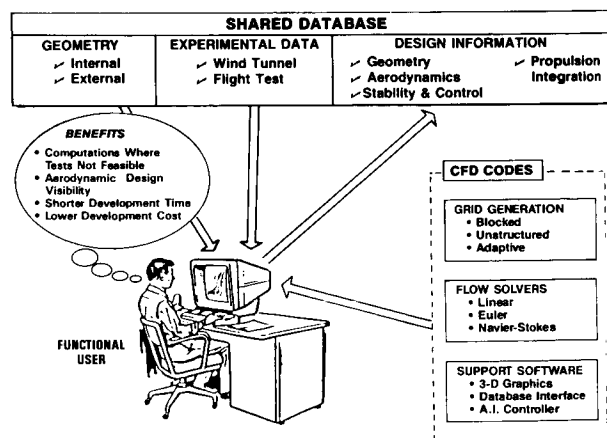 SHARED DATABASE
GEOMETRY
✓ Internal
✓ External
EXPERIMENTAL DATA
✓ Wind Tunnel
✓ Flight Test
DESIGN INFORMATION
✓ Geometry
✓ Aerodynamics
✓ Stability & Control
✓ Propulsion
Integration
BENEFITS
• Computations Where
Tests Not Feasible
• Aerodynamic Design
Visibility
• Shorter Development Time
• Lower Development Cost
FUNCTIONAL
USER
CFD CODES
GRID GENERATION
• Blocked
• Unstructured
• Adaptive
FLOW SOLVERS
• Linear
• Euler
• Navier-Stokes
SUPPORT SOFTWARE
• 3-D Graphics
• Database Interface
• A.I. Controller